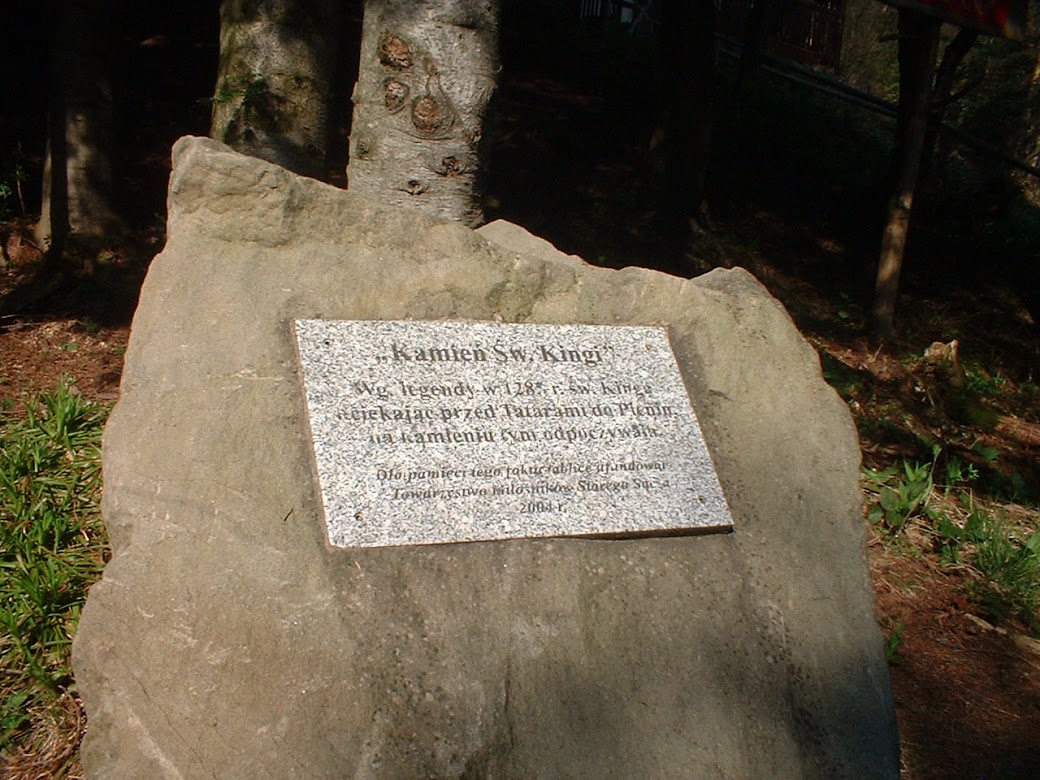 „Kamień Św. Kingi”
Wg. legendy w r. św. Kinga
uciekając przed Tatarami do Pienin,
na kamieniu tym odpoczywała.
Dla pamięci tego faktu tablicę ufundowało
Towarzystwo Miłośników Starego Sącza
2004 r.